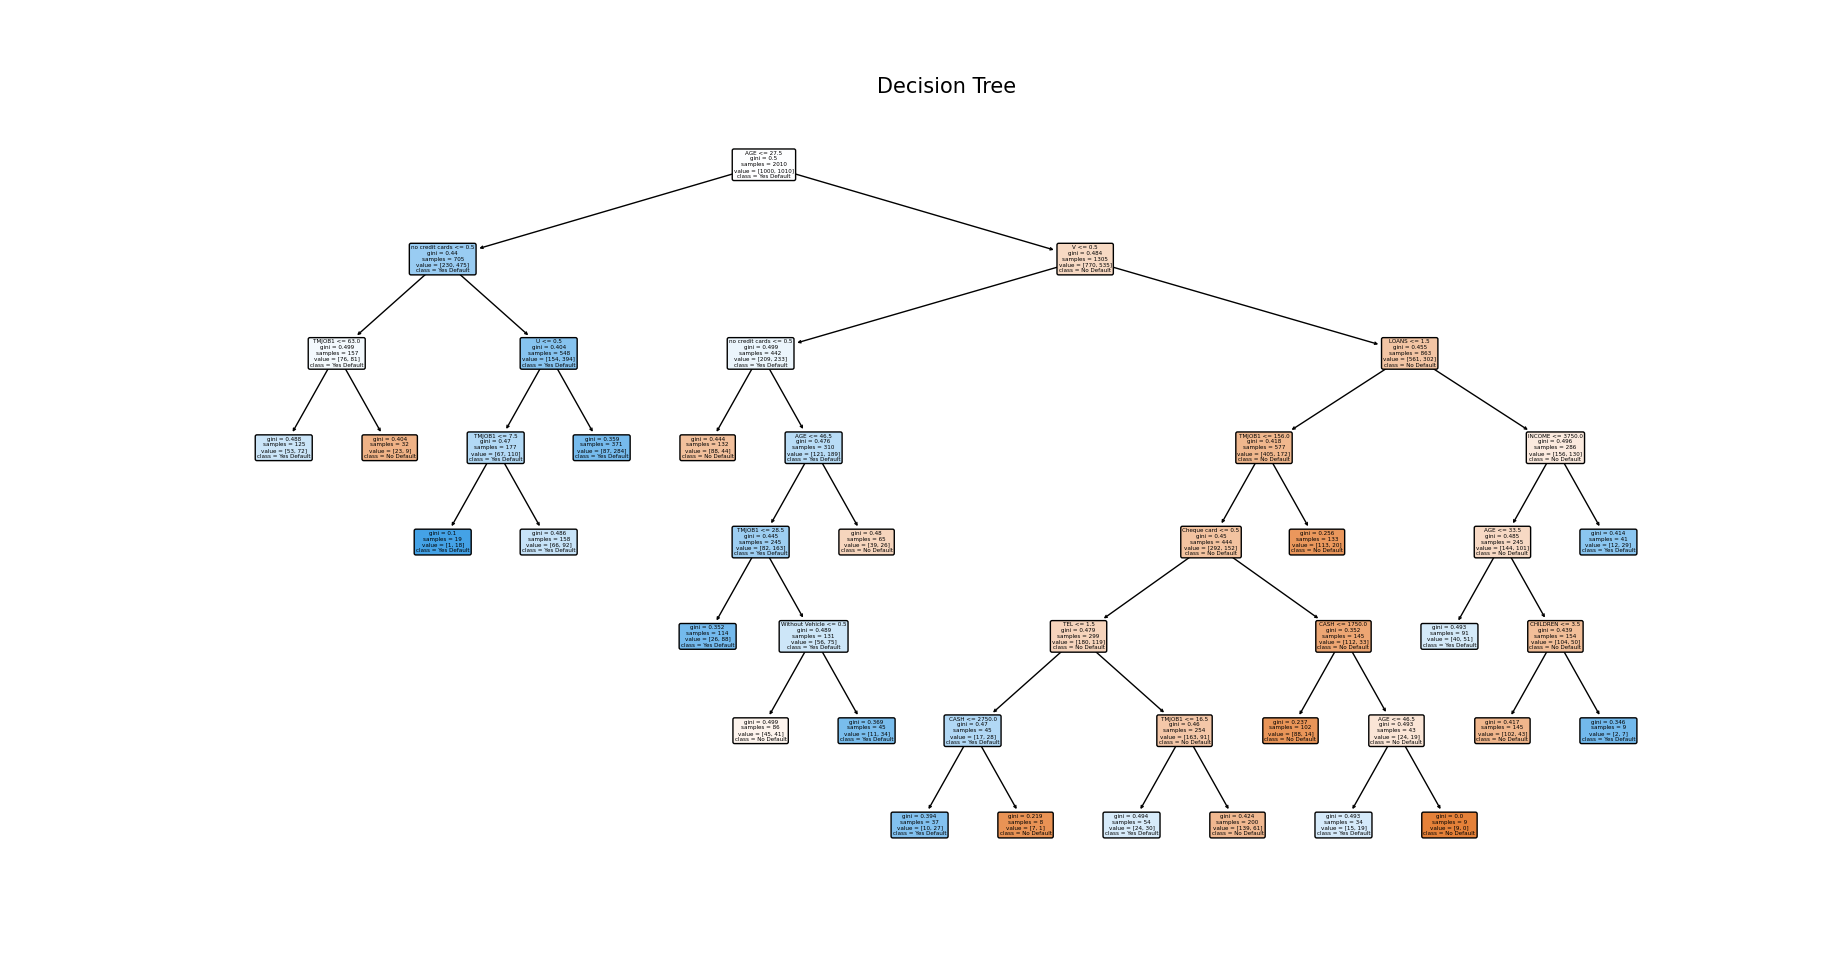 Decision Tree
AGE <= 27.5
gini = 0.5
samples = 2010
value = [1000, 1010]
class = Yes Default
no credit cards <= 0.5
gini = 0.44
samples = 705
value = [230, 475]
class = Yes Default
V <= 0.5
gini = 0.484
samples = 1305
value = [770, 535]
class = No Default
TMJOB1 <= 63.0
gini = 0.499
samples = 157
value = [76, 81]
class = Yes Default
U <= 0.5
gini = 0.404
samples = 548
value = [154, 394]
class = Yes Default
no credit cards <= 0.5
gini = 0.499
samples = 442
value = [209, 233]
class = Yes Default
LOANS <= 1.5
gini = 0.455
samples = 863
value = [561, 302]
class = No Default
gini = 0.488
samples = 125
value = [53, 72]
class = Yes Default
gini = 0.404
samples = 32
value = [23, 9]
class = No Default
TMJOB1 <= 7.5
gini = 0.47
samples = 177
value = [67, 110]
class = Yes Default
gini = 0.359
samples = 371
value = [87, 284]
class = Yes Default
gini = 0.444
samples = 132
value = [88, 44]
class = No Default
AGE <= 46.5
gini = 0.476
samples = 310
value = [121, 189]
class = Yes Default
TMJOB1 <= 156.0
gini = 0.418
samples = 577
value = [405, 172]
class = No Default
INCOME <= 3750.0
gini = 0.496
samples = 286
value = [156, 130]
class = No Default
gini = 0.1
samples = 19
value = [1, 18]
class = Yes Default
gini = 0.486
samples = 158
value = [66, 92]
class = Yes Default
TMJOB1 <= 28.5
gini = 0.445
samples = 245
value = [82, 163]
class = Yes Default
gini = 0.48
samples = 65
value = [39, 26]
class = No Default
Cheque card <= 0.5
gini = 0.45
samples = 444
value = [292, 152]
class = No Default
gini = 0.256
samples = 133
value = [113, 20]
class = No Default
AGE <= 33.5
gini = 0.485
samples = 245
value = [144, 101]
class = No Default
gini = 0.414
samples = 41
value = [12, 29]
class = Yes Default
gini = 0.352
samples = 114
value = [26, 88]
class = Yes Default
Without Vehicle <= 0.5
gini = 0.489
samples = 131
value = [56, 75]
class = Yes Default
TEL <= 1.5
gini = 0.479
samples = 299
value = [180, 119]
class = No Default
CASH <= 1750.0
gini = 0.352
samples = 145
value = [112, 33]
class = No Default
gini = 0.493
samples = 91
value = [40, 51]
class = Yes Default
CHILDREN <= 3.5
gini = 0.439
samples = 154
value = [104, 50]
class = No Default
gini = 0.499
samples = 86
value = [45, 41]
class = No Default
gini = 0.369
samples = 45
value = [11, 34]
class = Yes Default
CASH <= 2750.0
gini = 0.47
samples = 45
value = [17, 28]
class = Yes Default
TMJOB1 <= 16.5
gini = 0.46
samples = 254
value = [163, 91]
class = No Default
gini = 0.237
samples = 102
value = [88, 14]
class = No Default
AGE <= 46.5
gini = 0.493
samples = 43
value = [24, 19]
class = No Default
gini = 0.417
samples = 145
value = [102, 43]
class = No Default
gini = 0.346
samples = 9
value = [2, 7]
class = Yes Default
gini = 0.394
samples = 37
value = [10, 27]
class = Yes Default
gini = 0.219
samples = 8
value = [7, 1]
class = No Default
gini = 0.494
samples = 54
value = [24, 30]
class = Yes Default
gini = 0.424
samples = 200
value = [139, 61]
class = No Default
gini = 0.493
samples = 34
value = [15, 19]
class = Yes Default
gini = 0.0
samples = 9
value = [9, 0]
class = No Default